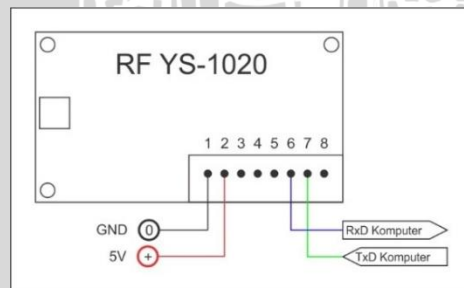 RF YS-1020
1 2 3 4 5 6 7 8
GND 0
5V +
RxD Komputer
TxD Komputer